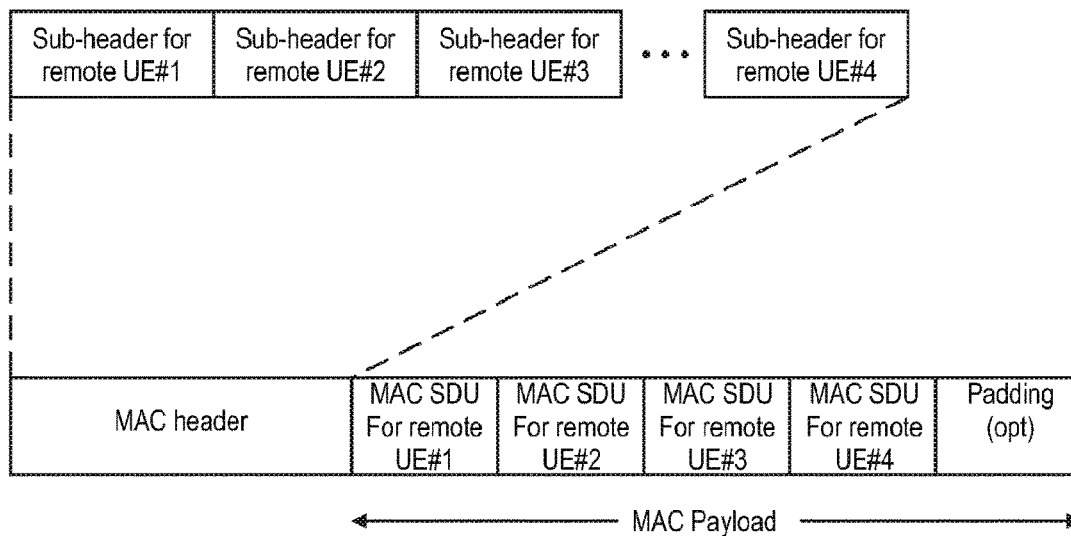 Sub-header for
remote UE#1
Sub-header for
remote UE#2
Sub-header for
remote UE#3
• • •
Sub-header for
remote UE#4
MAC header
MAC SDU
For remote
UE#1
MAC SDU
For remote
UE#2
MAC SDU
For remote
UE#3
MAC SDU
For remote
UE#4
Padding
(opt)
MAC Payload